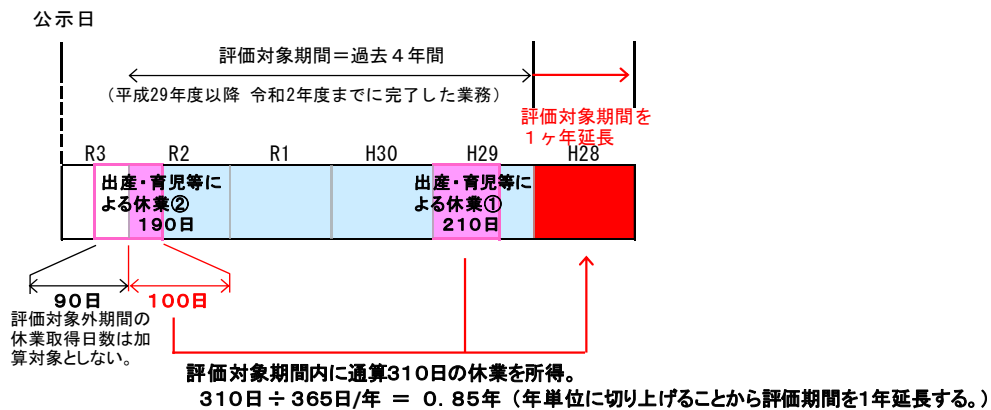 公示日
評価対象期間＝過去４年間
（平成29年度以降 令和2年度までに完了した業務）
評価対象期間を
１ヶ年延長
R3 R2 R1 H30 H29 H28
出産・育児等に
よる休業②
１９０日
出産・育児等に
よる休業①
２１０日
９０日
１００日
評価対象外期間の
休業取得日数は加
算対象としない。
評価対象期間内に通算310日の休業を所得。
310日÷365日/年 ＝ 0．85年（年単位に切り上げることから評価期間を1年延長する。）